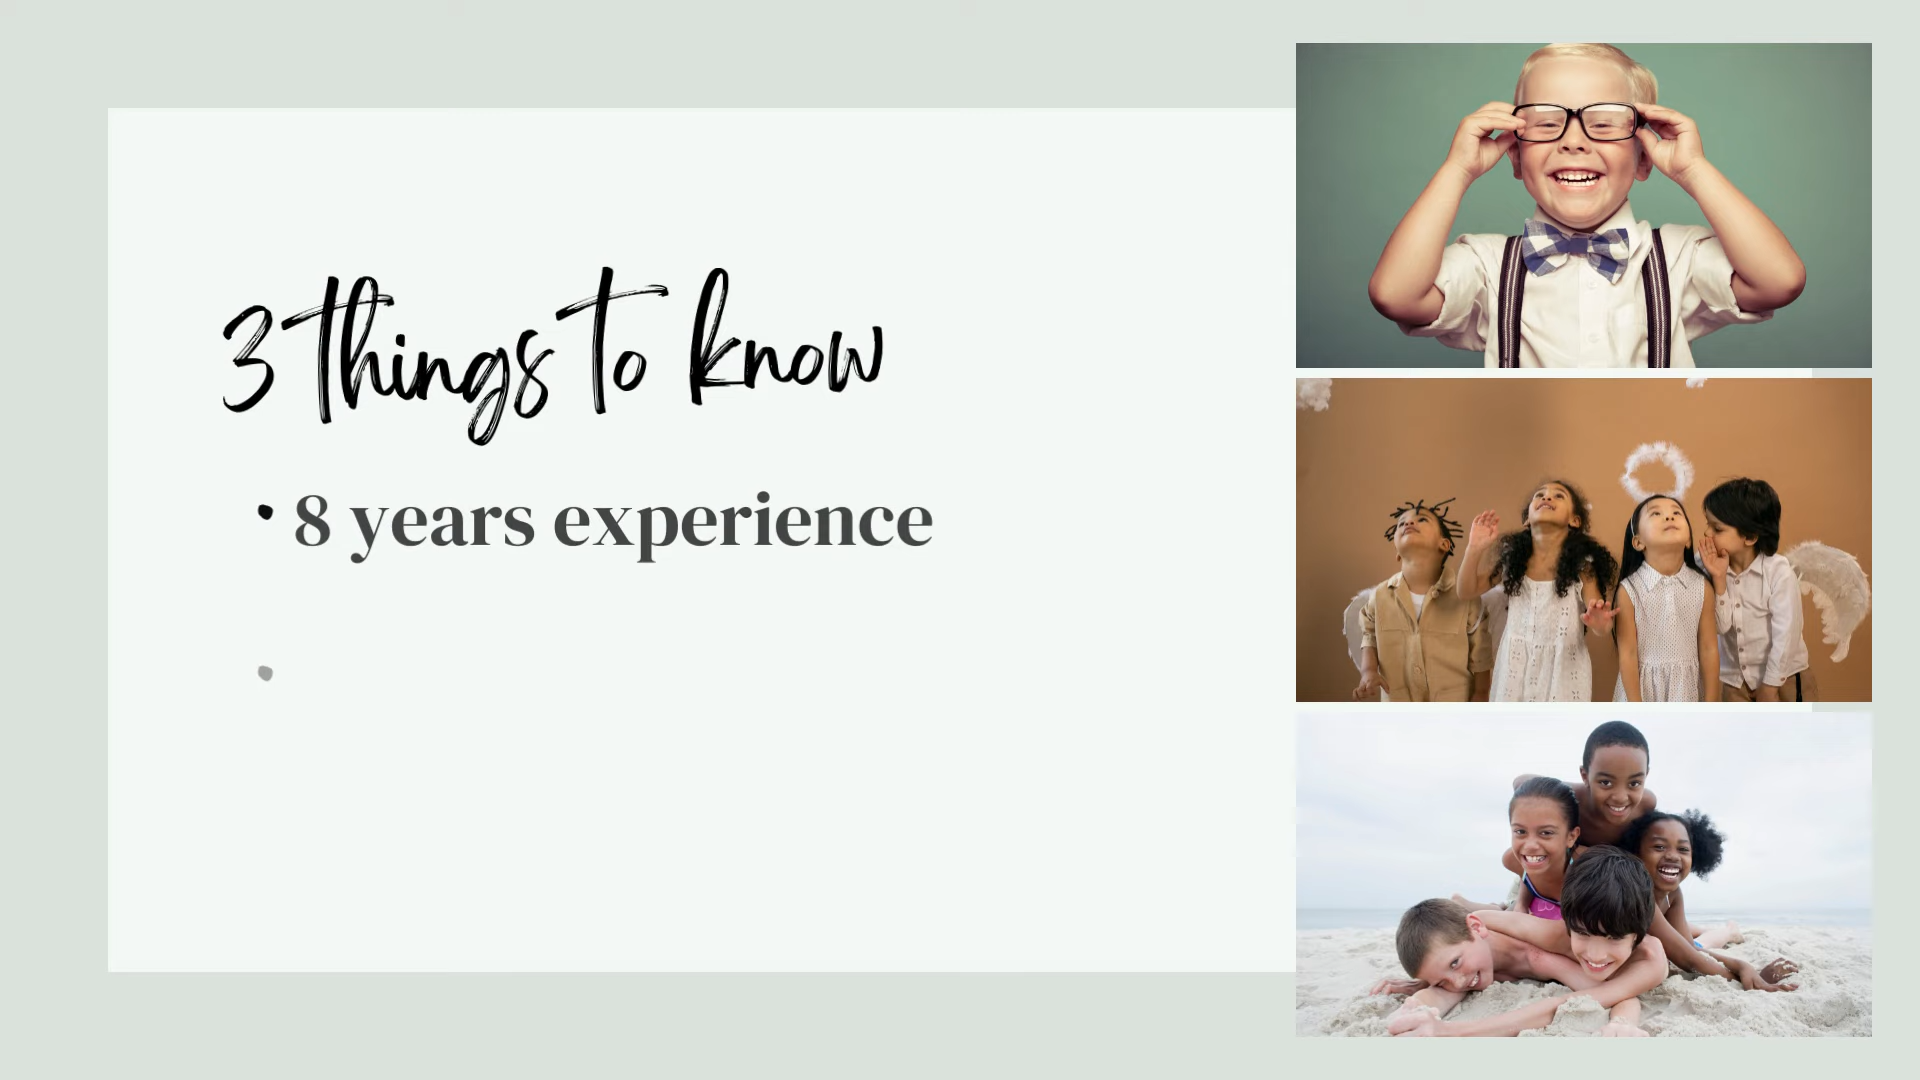 3 things to know
• 8 years experience
•